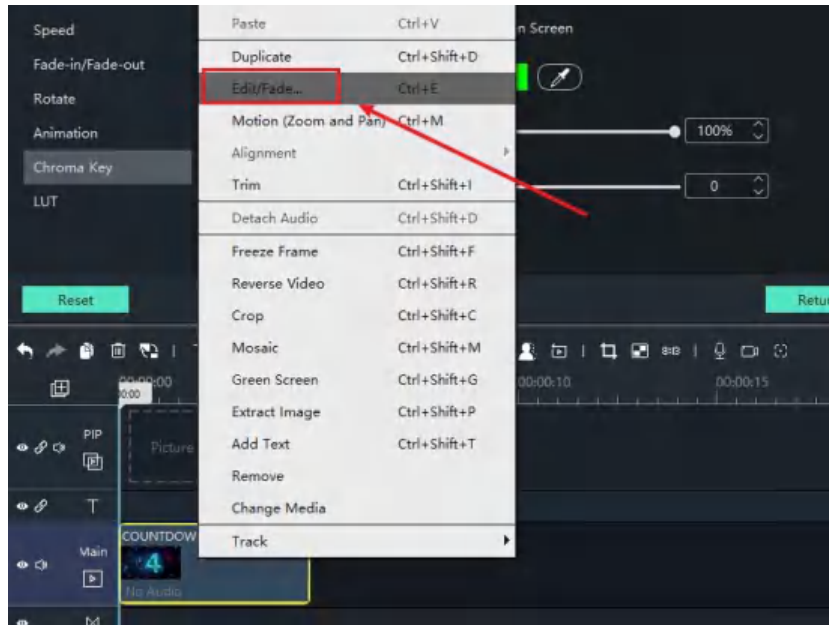 Speed
Fade-in/Fade-out
Rotate
Animation
Chroma Key
LUT
Reset
Paste Ctrl+V
Duplicate Ctrl+Shift+D
Edit/Fade... Ctrl+E
Motion (Zoom and Pan) Ctrl+M
Alignment
Trim Ctrl+Shift+I
Detach Audio Ctrl+Shift+D
Freeze Frame Ctrl+Shift+F
Reverse Video Ctrl+Shift+R
Crop Ctrl+Shift+C
Mosaic Ctrl+Shift+M
Green Screen Ctrl+Shift+G
Extract Image Ctrl+Shift+P
Add Text Ctrl+Shift+T
Remove
Change Media
Track
n Screen
100%
0
Retu
00:00:10 00:00:15
PIP
Picture
T
Main
COUNTDOW
4
No Audio